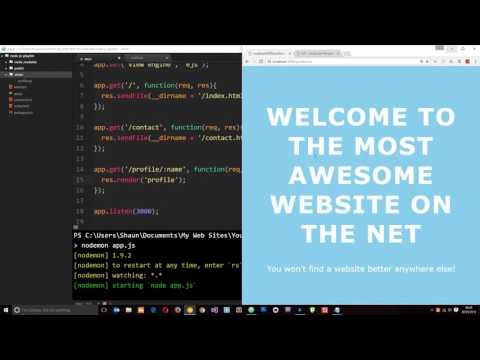 app.set('view engine', 'ejs');
app.get('/', function(req, res){
res.sendFile(__dirname + '/index.html
});
app.get('/contact', function(req, res
res.sendFile(__dirname + '/contact.ht
});
app.get('/profile/:name', function(req,
res.render('profile');
});
app.listen(3000);
PS C:\Users\Shaun\Documents\My Web Sites\You
> nodemon app.js
[nodemon] 1.9.2
[nodemon] to restart at any time, enter `rs`
[nodemon] watching: *.*
[nodemon] starting `node app.js`
WELCOME TO
THE MOST
AWESOME
WEBSITE ON
THE NET
You won't find a website better anywhere else!